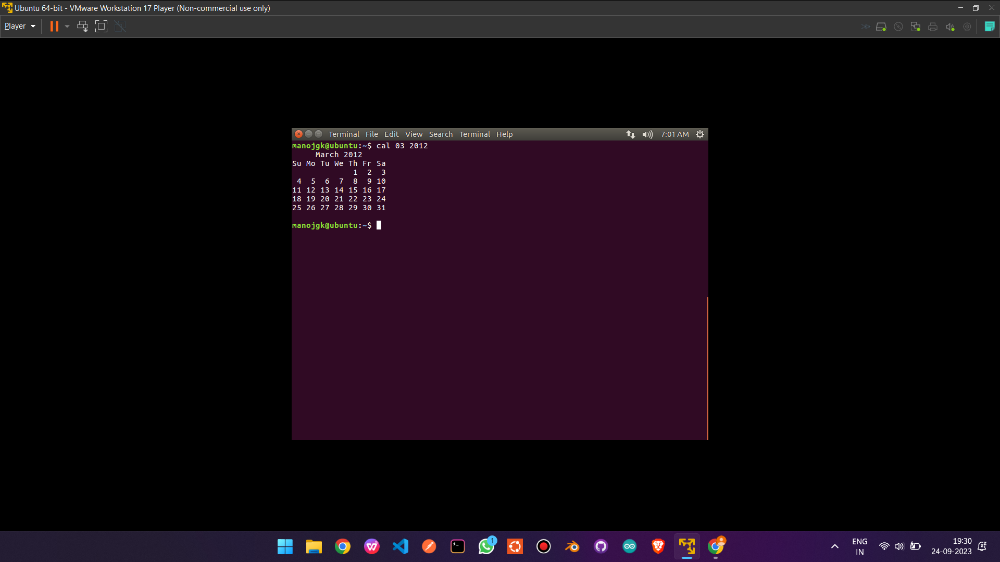 Ubuntu 64-bit - VMware Workstation 17 Player (Non-commercial use only)
Player
Terminal File Edit View Search Terminal Help 7:01 AM
manojgk@ubuntu:~$ cal 03 2012
     March 2012
Su Mo Tu We Th Fr Sa
             1  2  3
 4  5  6  7  8  9 10
11 12 13 14 15 16 17
18 19 20 21 22 23 24
25 26 27 28 29 30 31
manojgk@ubuntu:~$
1
ENG
IN
19:30
24-09-2023